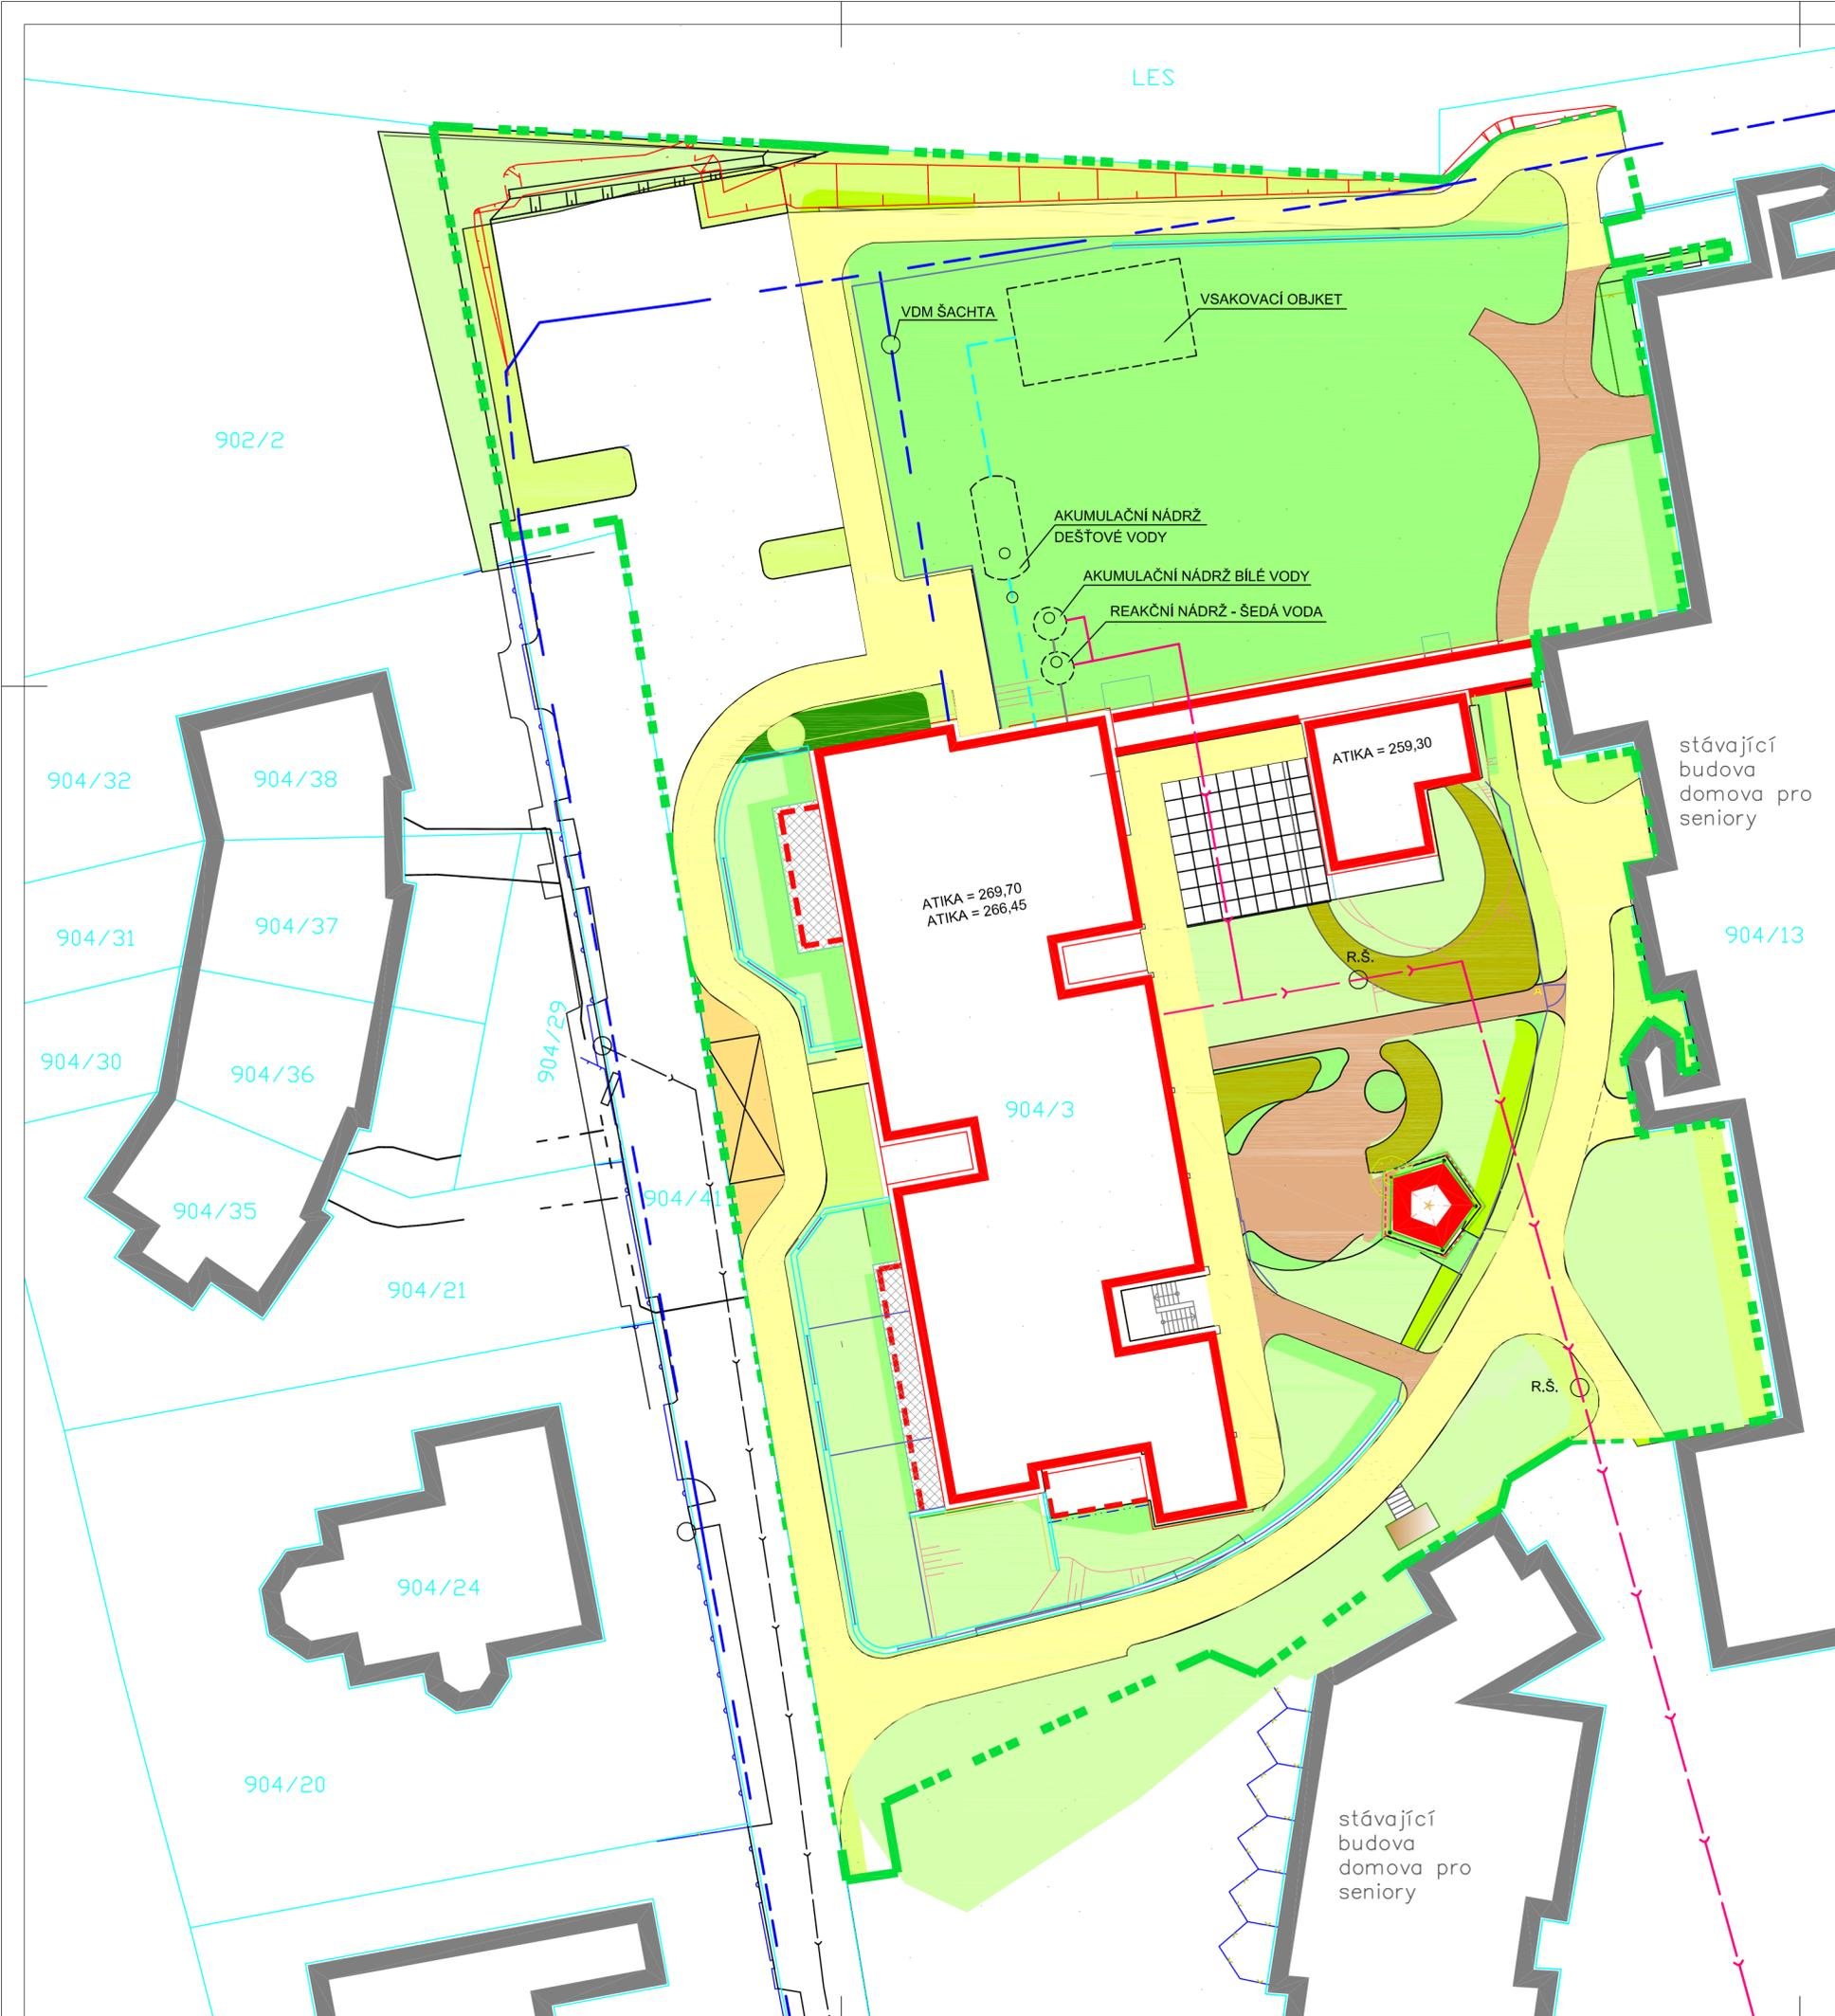 LES
VDM ŠACHTA
VSAKOVACÍ OBJKET
902/2
AKUMULAČNÍ NÁDRŽ
DEŠŤOVÉ VODY
AKUMULAČNÍ NÁDRŽ BÍLÉ VODY
REAKČNÍ NÁDRŽ - ŠEDÁ VODA
ATIKA = 259,30
stávající
budova
domova pro
seniory
904/32
904/38
ATIKA = 269,70
ATIKA = 266,45
904/31
904/37
904/13
R.Š.
904/29
904/30
904/36
904/3
904/35
904/41
904/21
R.Š.
904/24
904/20
stávající
budova
domova pro
seniory